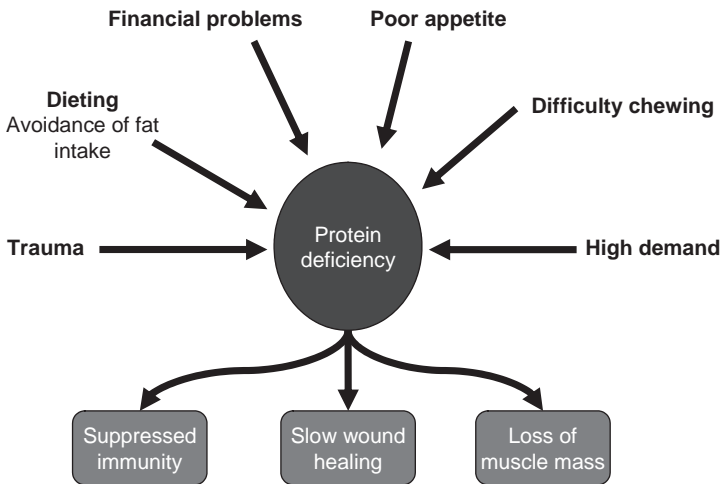 Financial problems
Poor appetite
Dieting
Avoidance of fat
intake
Difficulty chewing
Trauma
Protein
deficiency
High demand
Suppressed
immunity
Slow wound
healing
Loss of
muscle mass